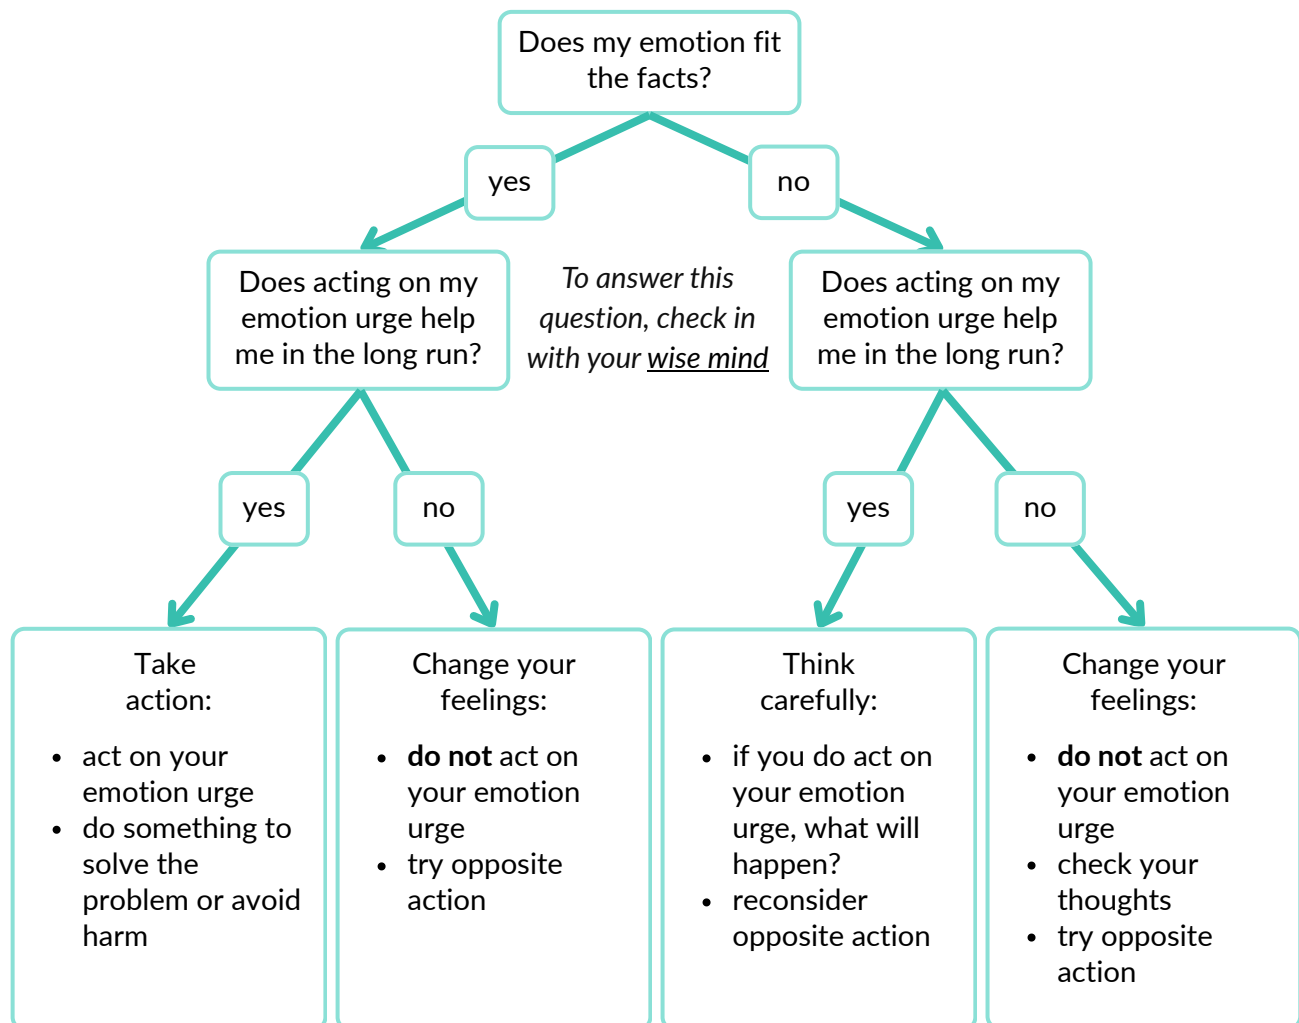 Does my emotion fit
the facts?
yes
no
Does acting on my
emotion urge help
me in the long run?
To answer this
question, check in
with your wise mind
Does acting on my
emotion urge help
me in the long run?
yes
no
yes
no
Take
action:
• act on your
emotion urge
• do something to
solve the
problem or avoid
harm
Change your
feelings:
• do not act on
your emotion
urge
• try opposite
action
Think
carefully:
• if you do act on
your emotion
urge, what will
happen?
• reconsider
opposite action
Change your
feelings:
• do not act on
your emotion
urge
• check your
thoughts
• try opposite
action